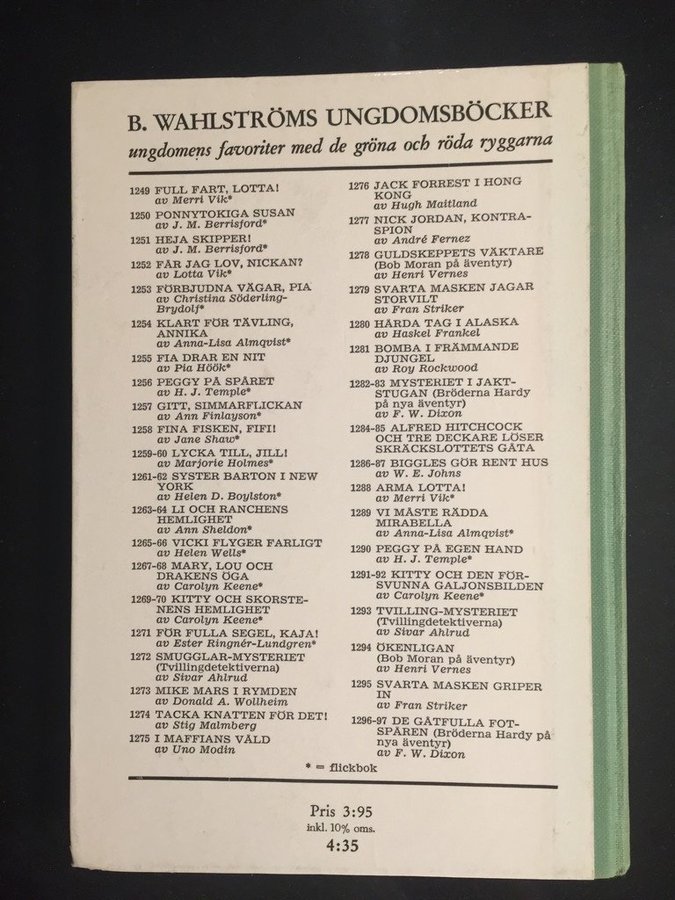 B. WAHLSTRÖMS UNGDOMSBÖCKER
ungdomens favoriter med de gröna och röda ryggarna
1249 FULL FART, LOTTA!
av Merri Vik*
1250 PONNYTOKIGA SUSAN
av J. M. Berrisford*
1251 HEJA SKIPPER!
av J. M. Berrisford*
1252 FÅR JAG LOV, NICKAN?
av Lotta Vik*
1253 FÖRBJUDNA VÄGAR, PIA
av Christina Söderling-
Brydolf*
1254 KLART FÖR TÄVLING,
ANNIKA
av Anna-Lisa Almqvist*
1255 FIA DRAR EN NIT
av Pia Höök*
1256 PEGGY PÅ SPÅRET
av H. J. Temple*
1257 GITT, SIMMARFLICKAN
av Ann Finlayson*
1258 FINA FISKEN, FIFI!
av Jane Shaw*
1259-60 LYCKA TILL, JILL!
av Marjorie Holmes*
1261-62 SYSTER BARTON I NEW
YORK
av Helen D. Boylston*
1263-64 LI OCH RANCHENS
HEMLIGHET
av Ann Sheldon*
1265-66 VICKI FLYGER FARLIGT
av Helen Wells*
1267-68 MARY, LOU OCH
DRAKENS ÖGA
av Carolyn Keene*
1269-70 KITTY OCH SKORSTE-
NENS HEMLIGHET
av Carolyn Keene*
1271 FÖR FULLA SEGEL, KAJA!
av Ester Ringnér-Lundgren*
1272 SMUGGLAR-MYSTERIET
(Tvillingdetektiverna)
av Sivar Ahlrud
1273 MIKE MARS I RYMDEN
av Donald A. Wollheim
1274 TACKA KNATTEN FÖR DET!
av Stig Malmberg
1275 I MAFFIANS VÅLD
av Uno Modin
1276 JACK FORREST I HONG
KONG
av Hugh Maitland
1277 NICK JORDAN, KONTRA-
SPION
av André Fernez
1278 GULDSKEPPETS VÄKTARE
(Bob Moran på äventyr)
av Henri Vernes
1279 SVARTA MASKEN JAGAR
STORVILT
av Fran Striker
1280 HÅRDA TAG I ALASKA
av Haskel Frankel
1281 BOMBA I FRÄMMANDE
DJUNGEL
av Roy Rockwood
1282-83 MYSTERIET I JAKT-
STUGAN (Bröderna Hardy
på nya äventyr)
av F. W. Dixon
1284-85 ALFRED HITCHCOCK
OCH TRE DECKARE LÖSER
SKRÄCKSLOTTETS GÅTA
1286-87 BIGGLES GÖR RENT HUS
av W. E. Johns
1288 ARMA LOTTA!
av Merri Vik*
1289 VI MÅSTE RÄDDA
MIRABELLA
av Anna-Lisa Almqvist*
1290 PEGGY PÅ EGEN HAND
av H. J. Temple*
1291-92 KITTY OCH DEN FÖR-
SVUNNA GALJONSBILDEN
av Carolyn Keene*
1293 TVILLING-MYSTERIET
(Tvillingdetektiverna)
av Sivar Ahlrud
1294 ÖKENLIGAN
(Bob Moran på äventyr)
av Henri Vernes
1295 SVARTA MASKEN GRIPER
IN
av Fran Striker
1296-97 DE GÅTFULLA FOT-
SPÅREN (Bröderna Hardy på
nya äventyr)
av F. W. Dixon
* = flickbok
Pris 3:95
inkl. 10% oms.
4:35